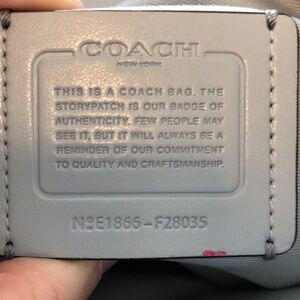 COACH
NEW YORK
THIS IS A COACH BAG. THE
STORYPATCH IS OUR BADGE OF
AUTHENTICITY. FEW PEOPLE MAY
SEE IT, BUT IT WILL ALWAYS BE A
REMINDER OF OUR COMMITMENT
TO QUALITY AND CRAFTSMANSHIP.
Nº E1866-F28035